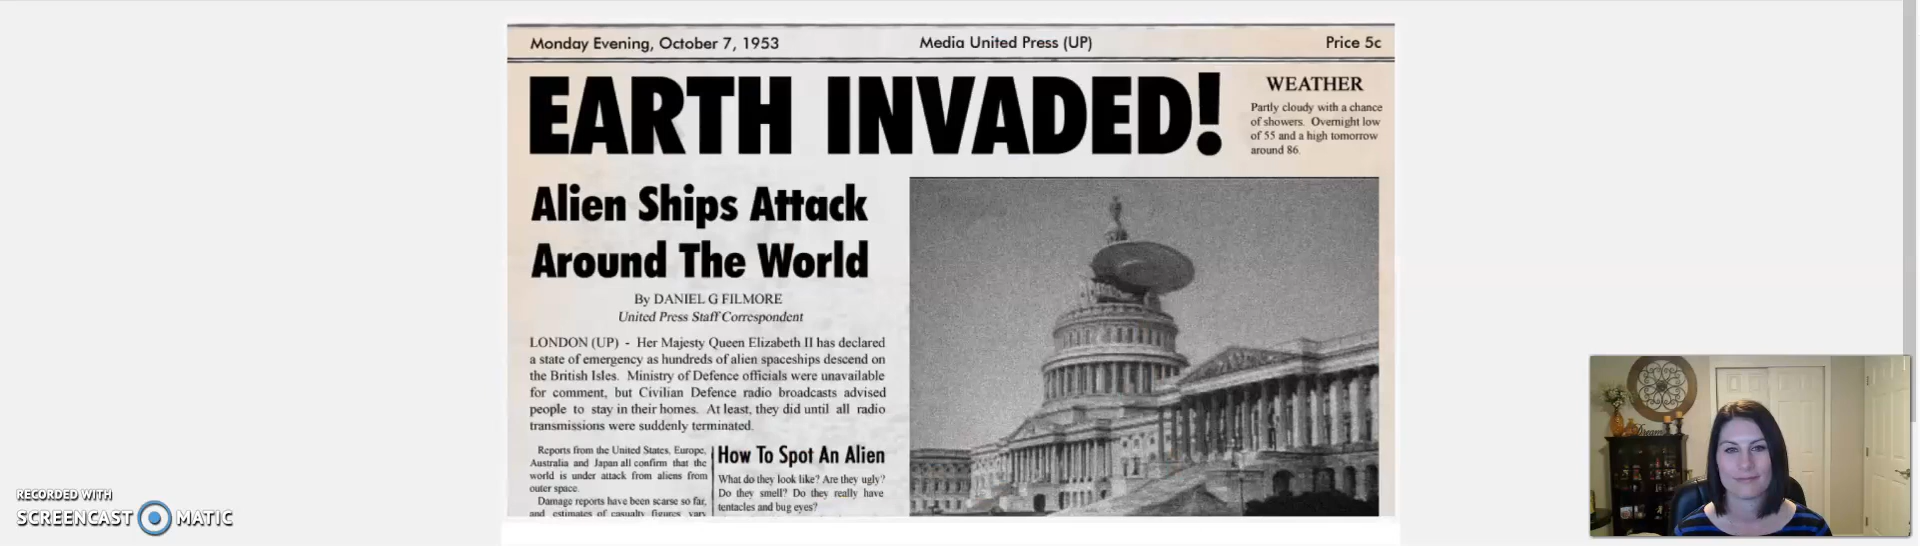 Monday Evening, October 7, 1953 Media United Press (UP) Price 5c
EARTH INVADED!
WEATHER
Partly cloudy with a chance
of showers. Overnight low
of 55 and a high tomorrow
around 86.
Alien Ships Attack
Around The World
By DANIEL G FILMORE
United Press Staff Correspondent
LONDON (UP) - Her Majesty Queen Elizabeth II has declared
a state of emergency as hundreds of alien spaceships descend on
the British Isles. Ministry of Defence officials were unavailable
for comment, but Civilian Defence radio broadcasts advised
people to stay in their homes. At least, they did until all radio
transmissions were suddenly terminated.
Reports from the United States, Europe,
Australia and Japan all confirm that the
world is under attack from aliens from
outer space.
Damage reports have been scarse so far,
and estimates of casualty figures vary
How To Spot An Alien
What do they look like? Are they ugly?
Do they smell? Do they really have
tentacles and bug eyes?
Dream
RECORDED WITH
SCREENCAST MATIC